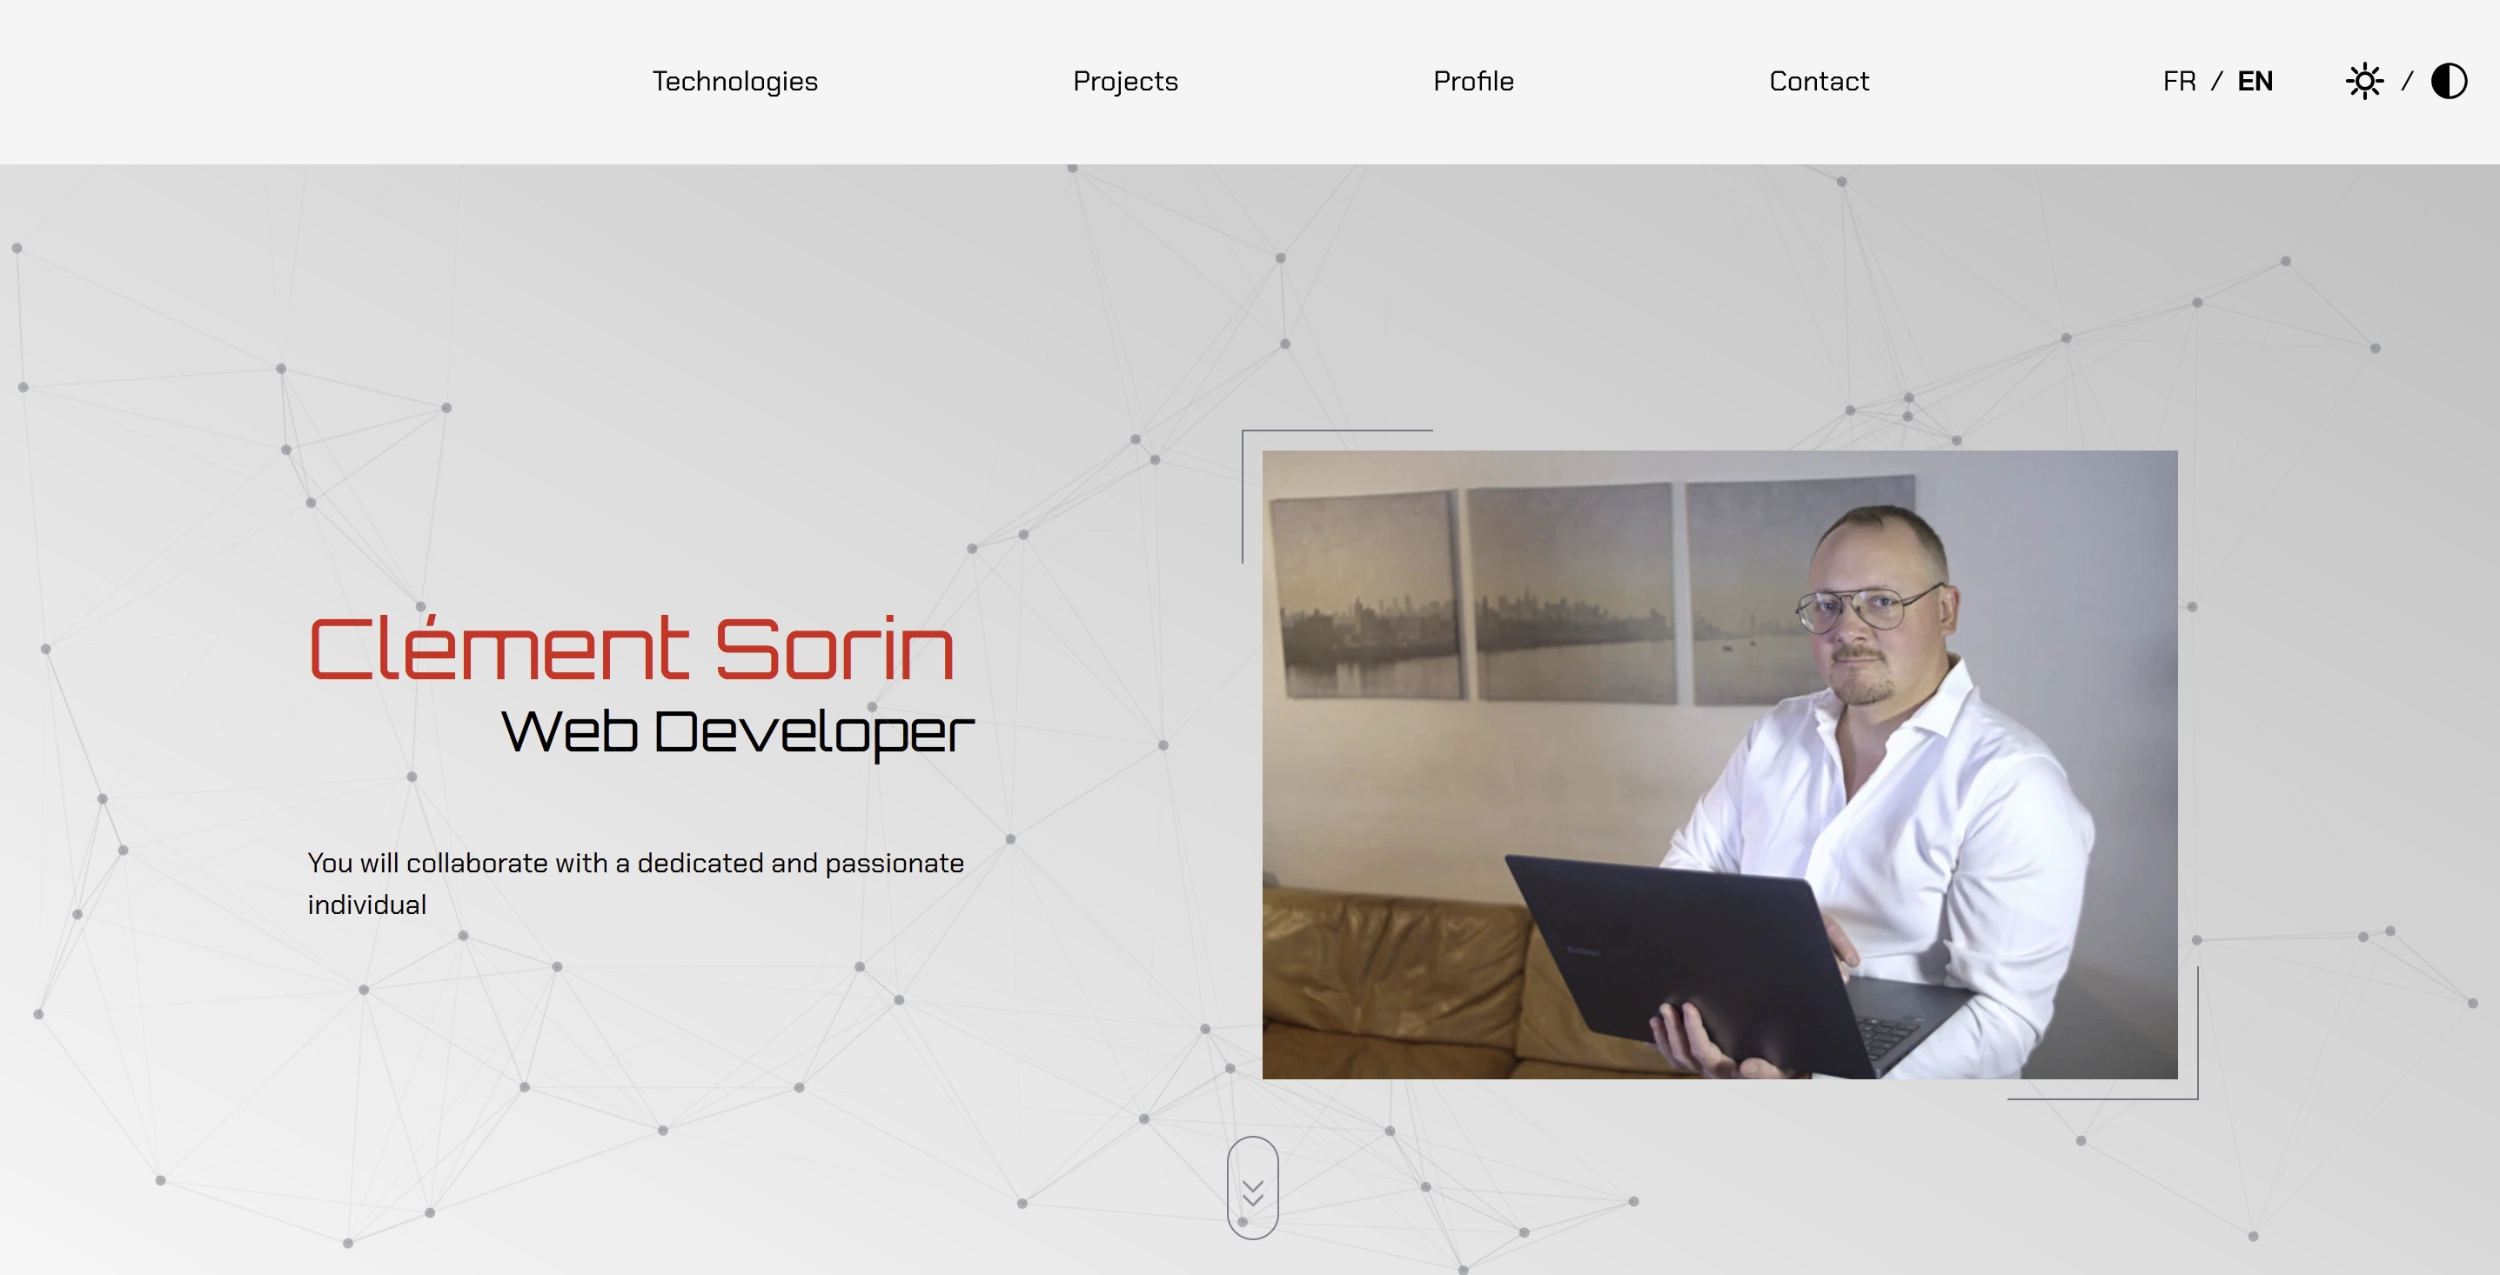 Technologies
Projects
Profile
Contact
FR / EN
/
Clément Sorin
Web Developer
You will collaborate with a dedicated and passionate
individual